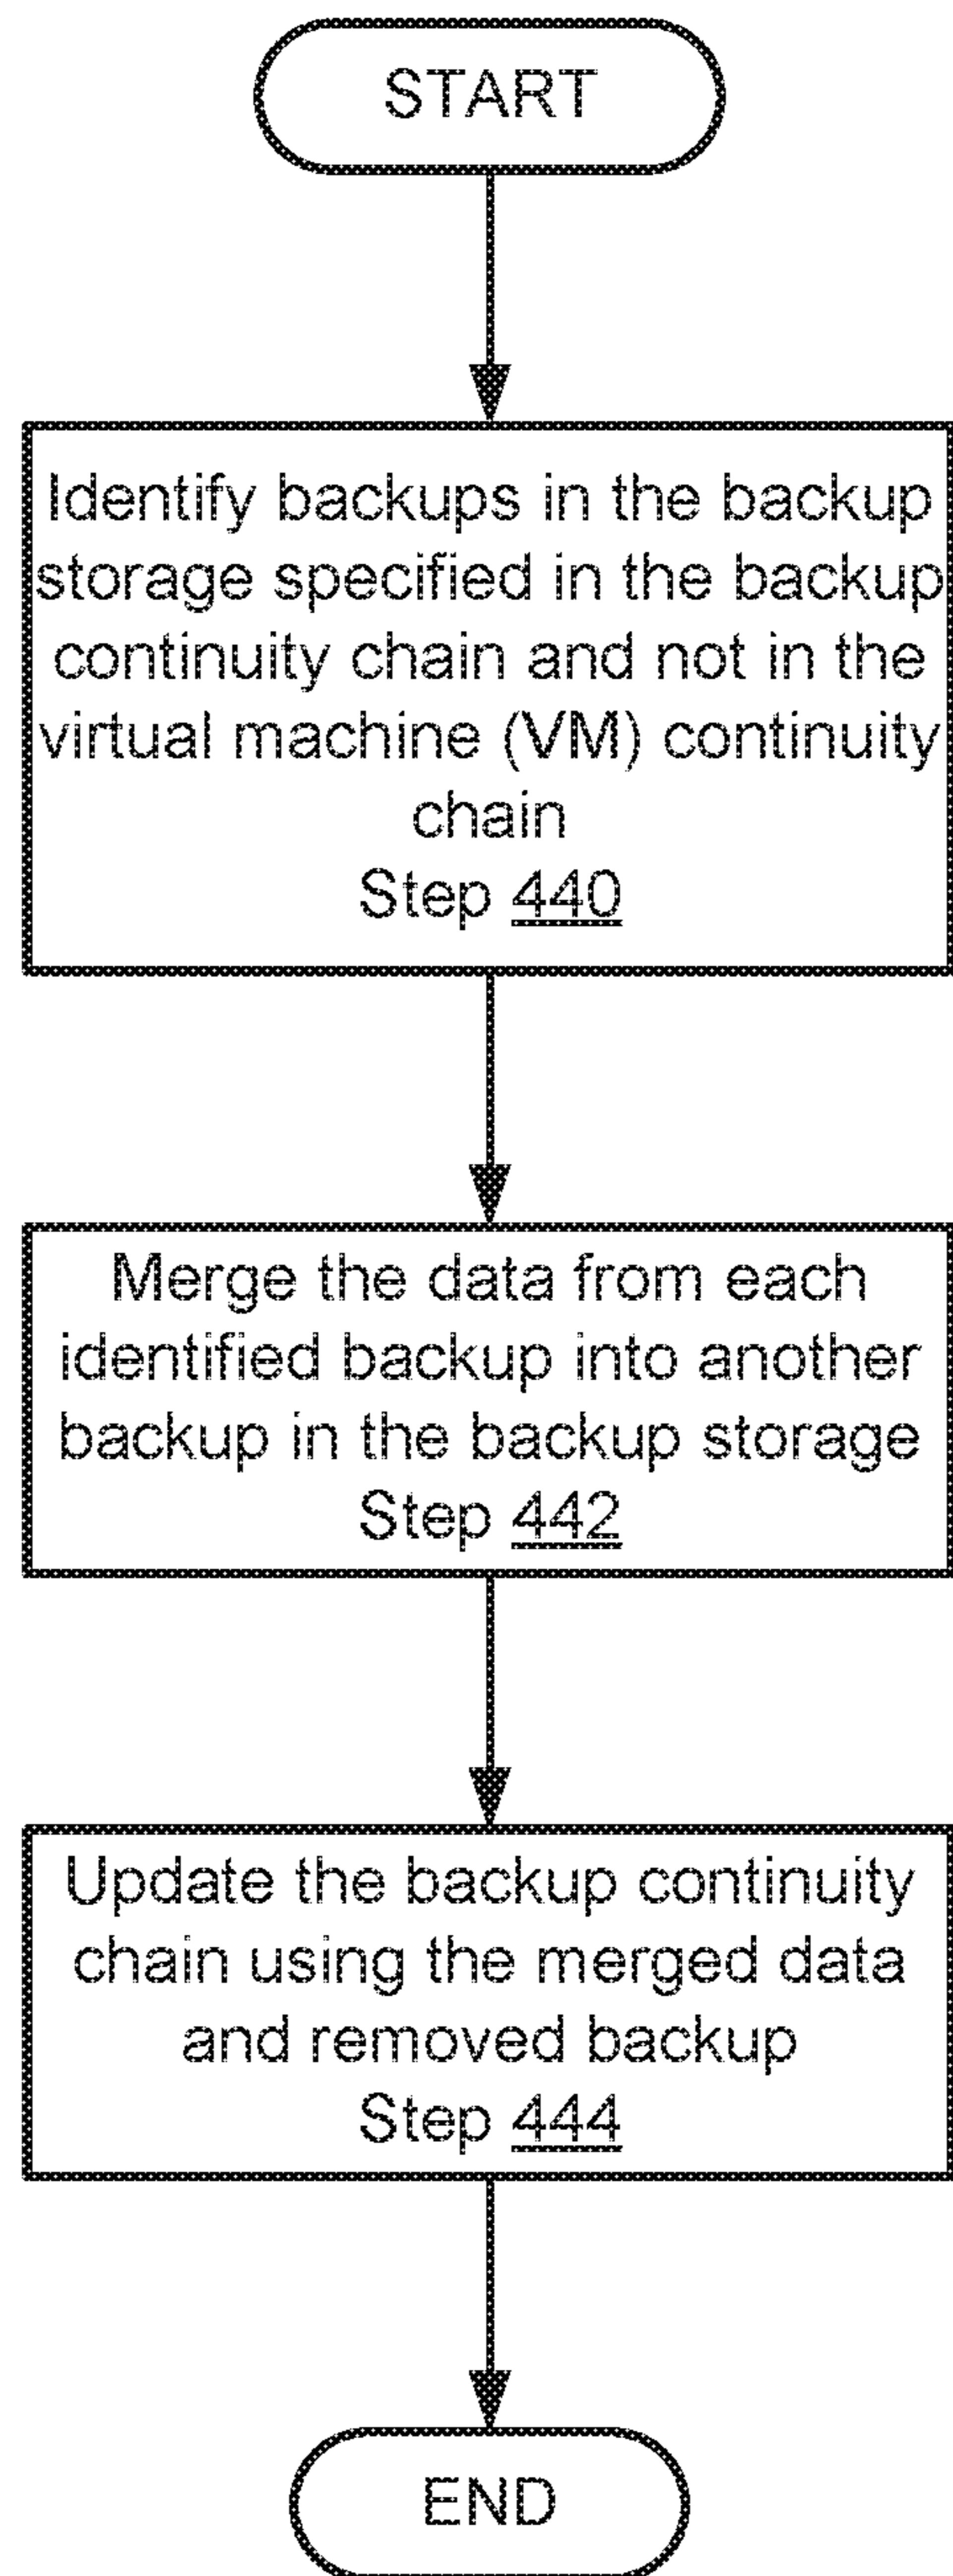 START
Identify backups in the backup
storage specified in the backup
continuity chain and not in the
virtual machine (VM) continuity
chain
Step 440
Merge the data from each
identified backup into another
backup in the backup storage
Step 442
Update the backup continuity
chain using the merged data
and removed backup
Step 444
END